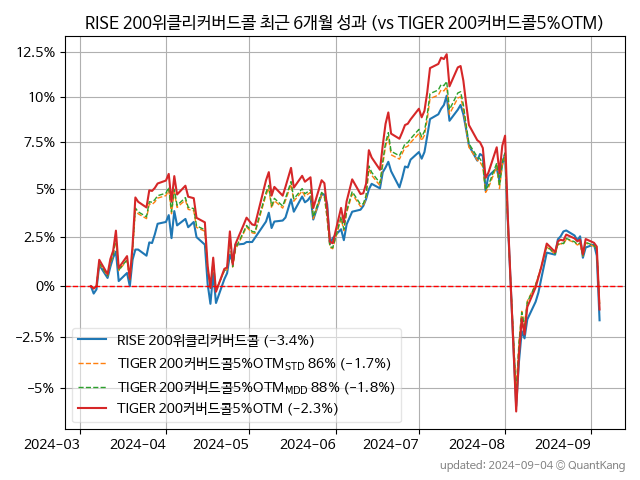 RISE 200위클리커버드콜 최근 6개월 성과 (vs TIGER 200커버드콜5%OTM)
12.5%
10%
7.5%
5%
2.5%
0%
−2.5%
−5%
RISE 200위클리커버드콜 (−3.4%)
TIGER 200커버드콜5%OTM STD 86% (−1.7%)
TIGER 200커버드콜5%OTM MDD 88% (−1.8%)
TIGER 200커버드콜5%OTM (−2.3%)
2024-03 2024-04 2024-05 2024-06 2024-07 2024-08 2024-09
updated: 2024-09-04 © QuantKang